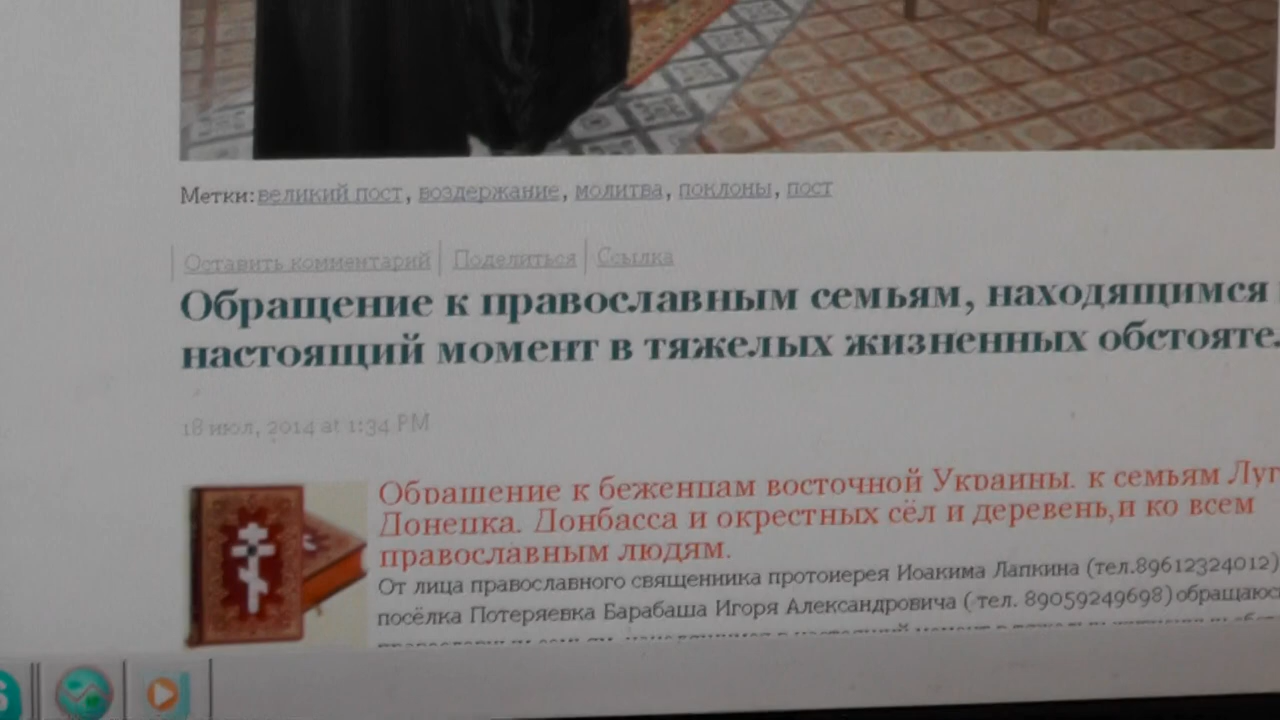 Метки: великий пост, воздержание, молитва, поклоны, пост
Оставить комментарий Поделиться Ссылка
Обращение к православным семьям, находящимся
настоящий момент в тяжелых жизненных обстояте
18 июл, 2014 at 1:34 PM
Обращение к беженцам восточной Украины, к семьям Луг
Донецка, Донбасса и окрестных сёл и деревень,и ко всем
православным людям.
От лица православного священника протоиерея Иоакима Лапкина (тел.89612324012)
посёлка Потеряевка Барабаша Игоря Александровича ( тел. 89059249698) обращаюс